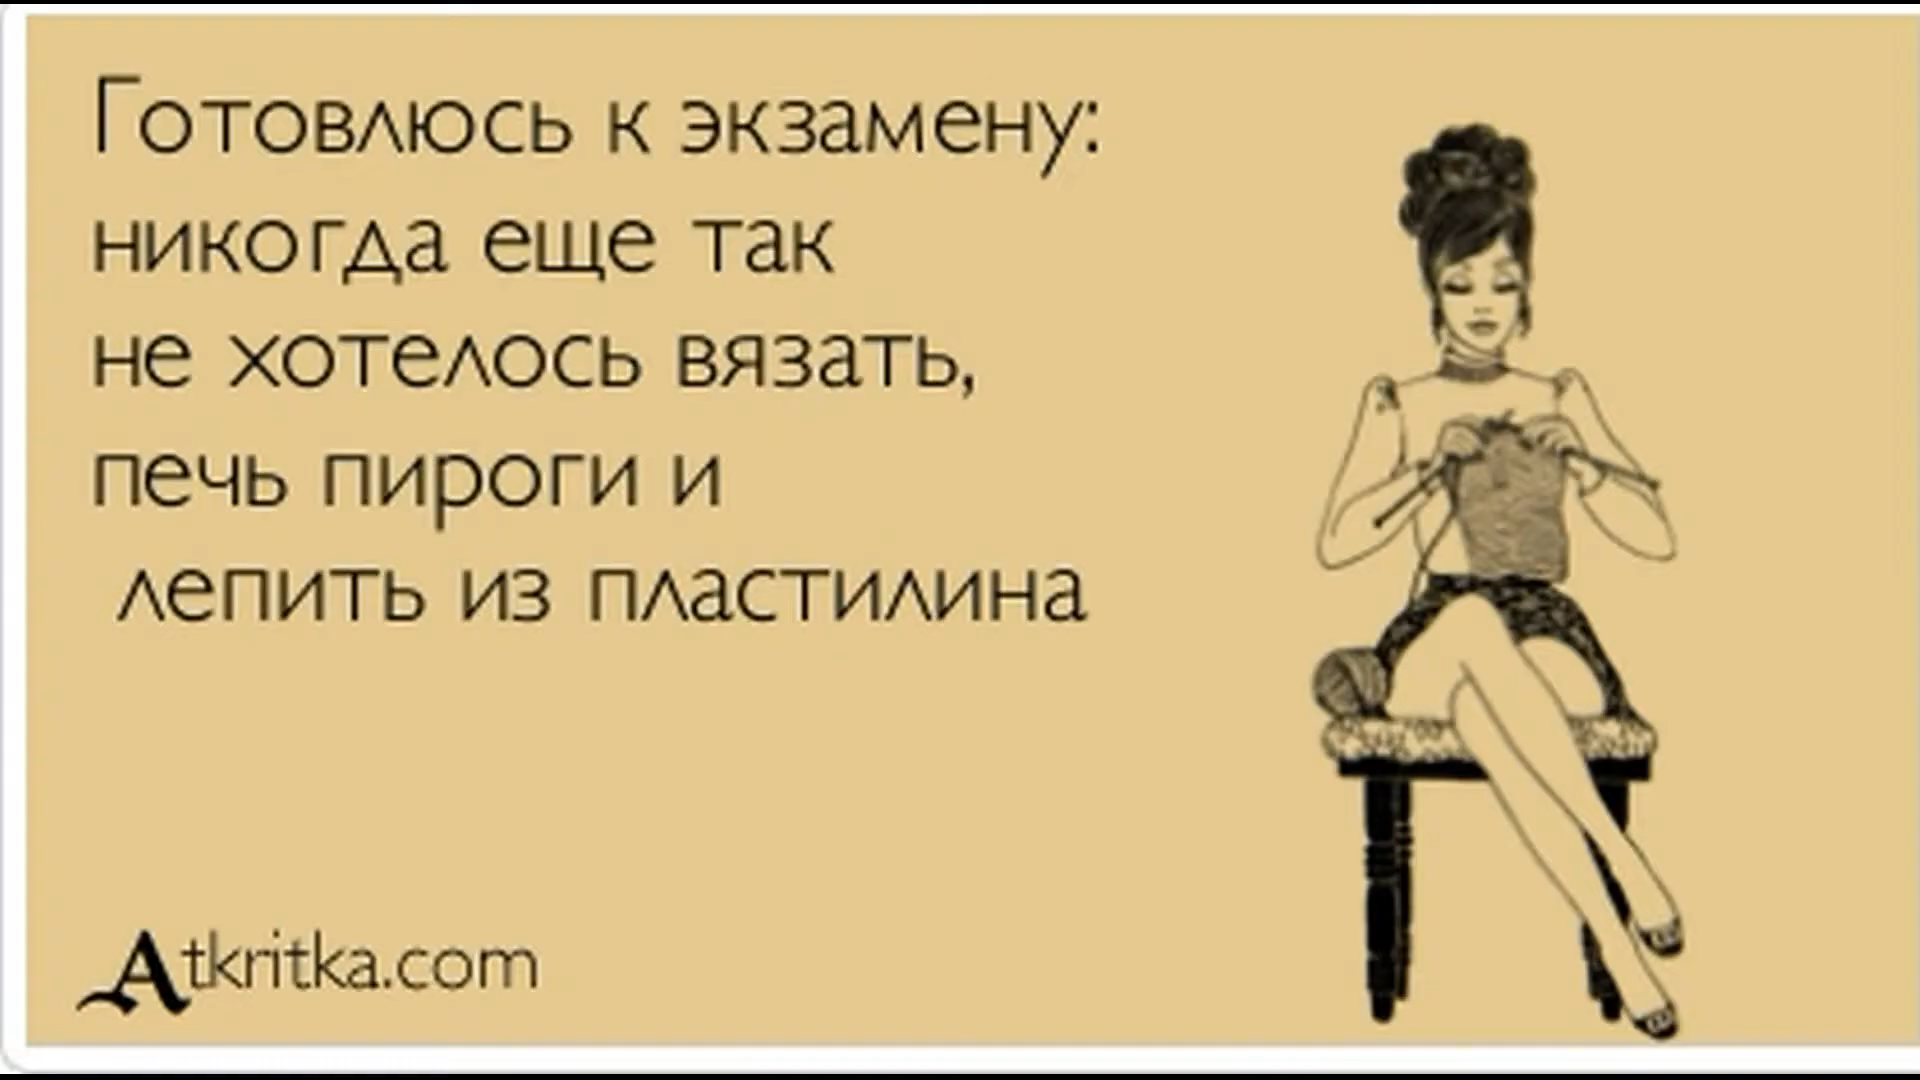 Готовлюсь к экзамену:
никогда еще так
не хотелось вязать,
печь пироги и
лепить из пластилина
Atkritka.com